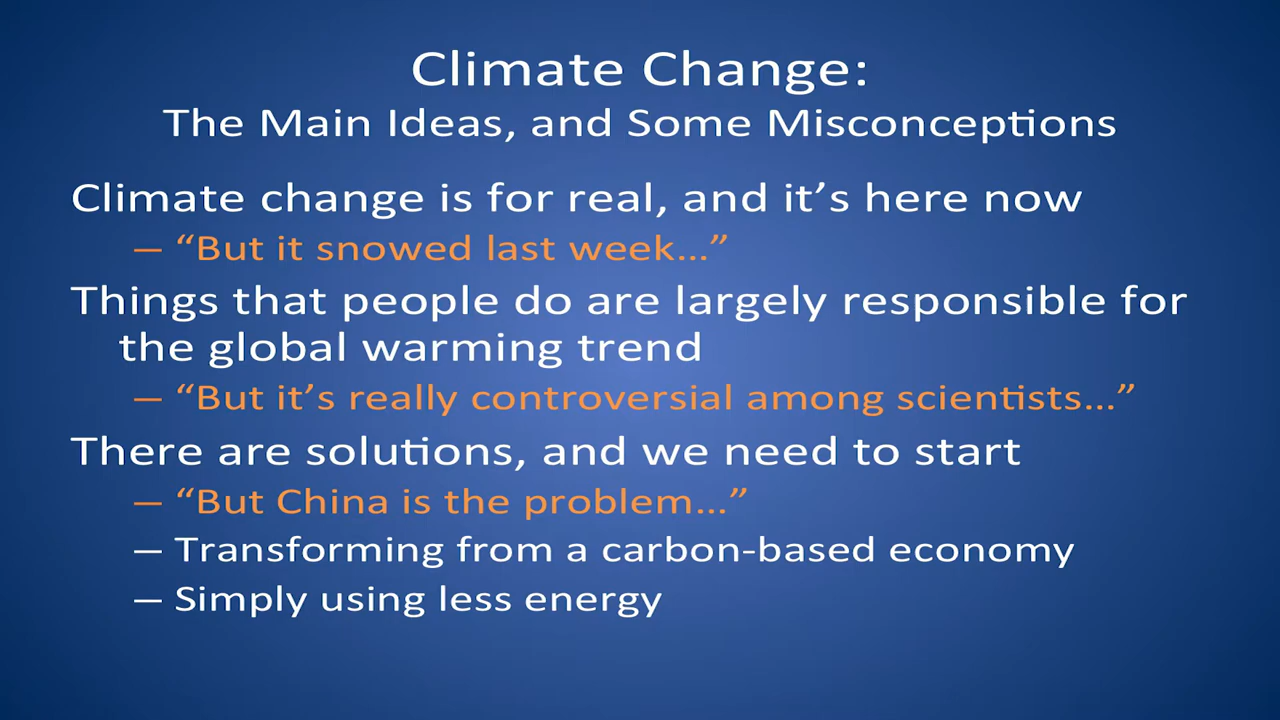 Climate Change:
The Main Ideas, and Some Misconceptions
Climate change is for real, and it’s here now
– “But it snowed last week…”
Things that people do are largely responsible for
the global warming trend
– “But it’s really controversial among scientists…”
There are solutions, and we need to start
– “But China is the problem…”
– Transforming from a carbon-based economy
– Simply using less energy